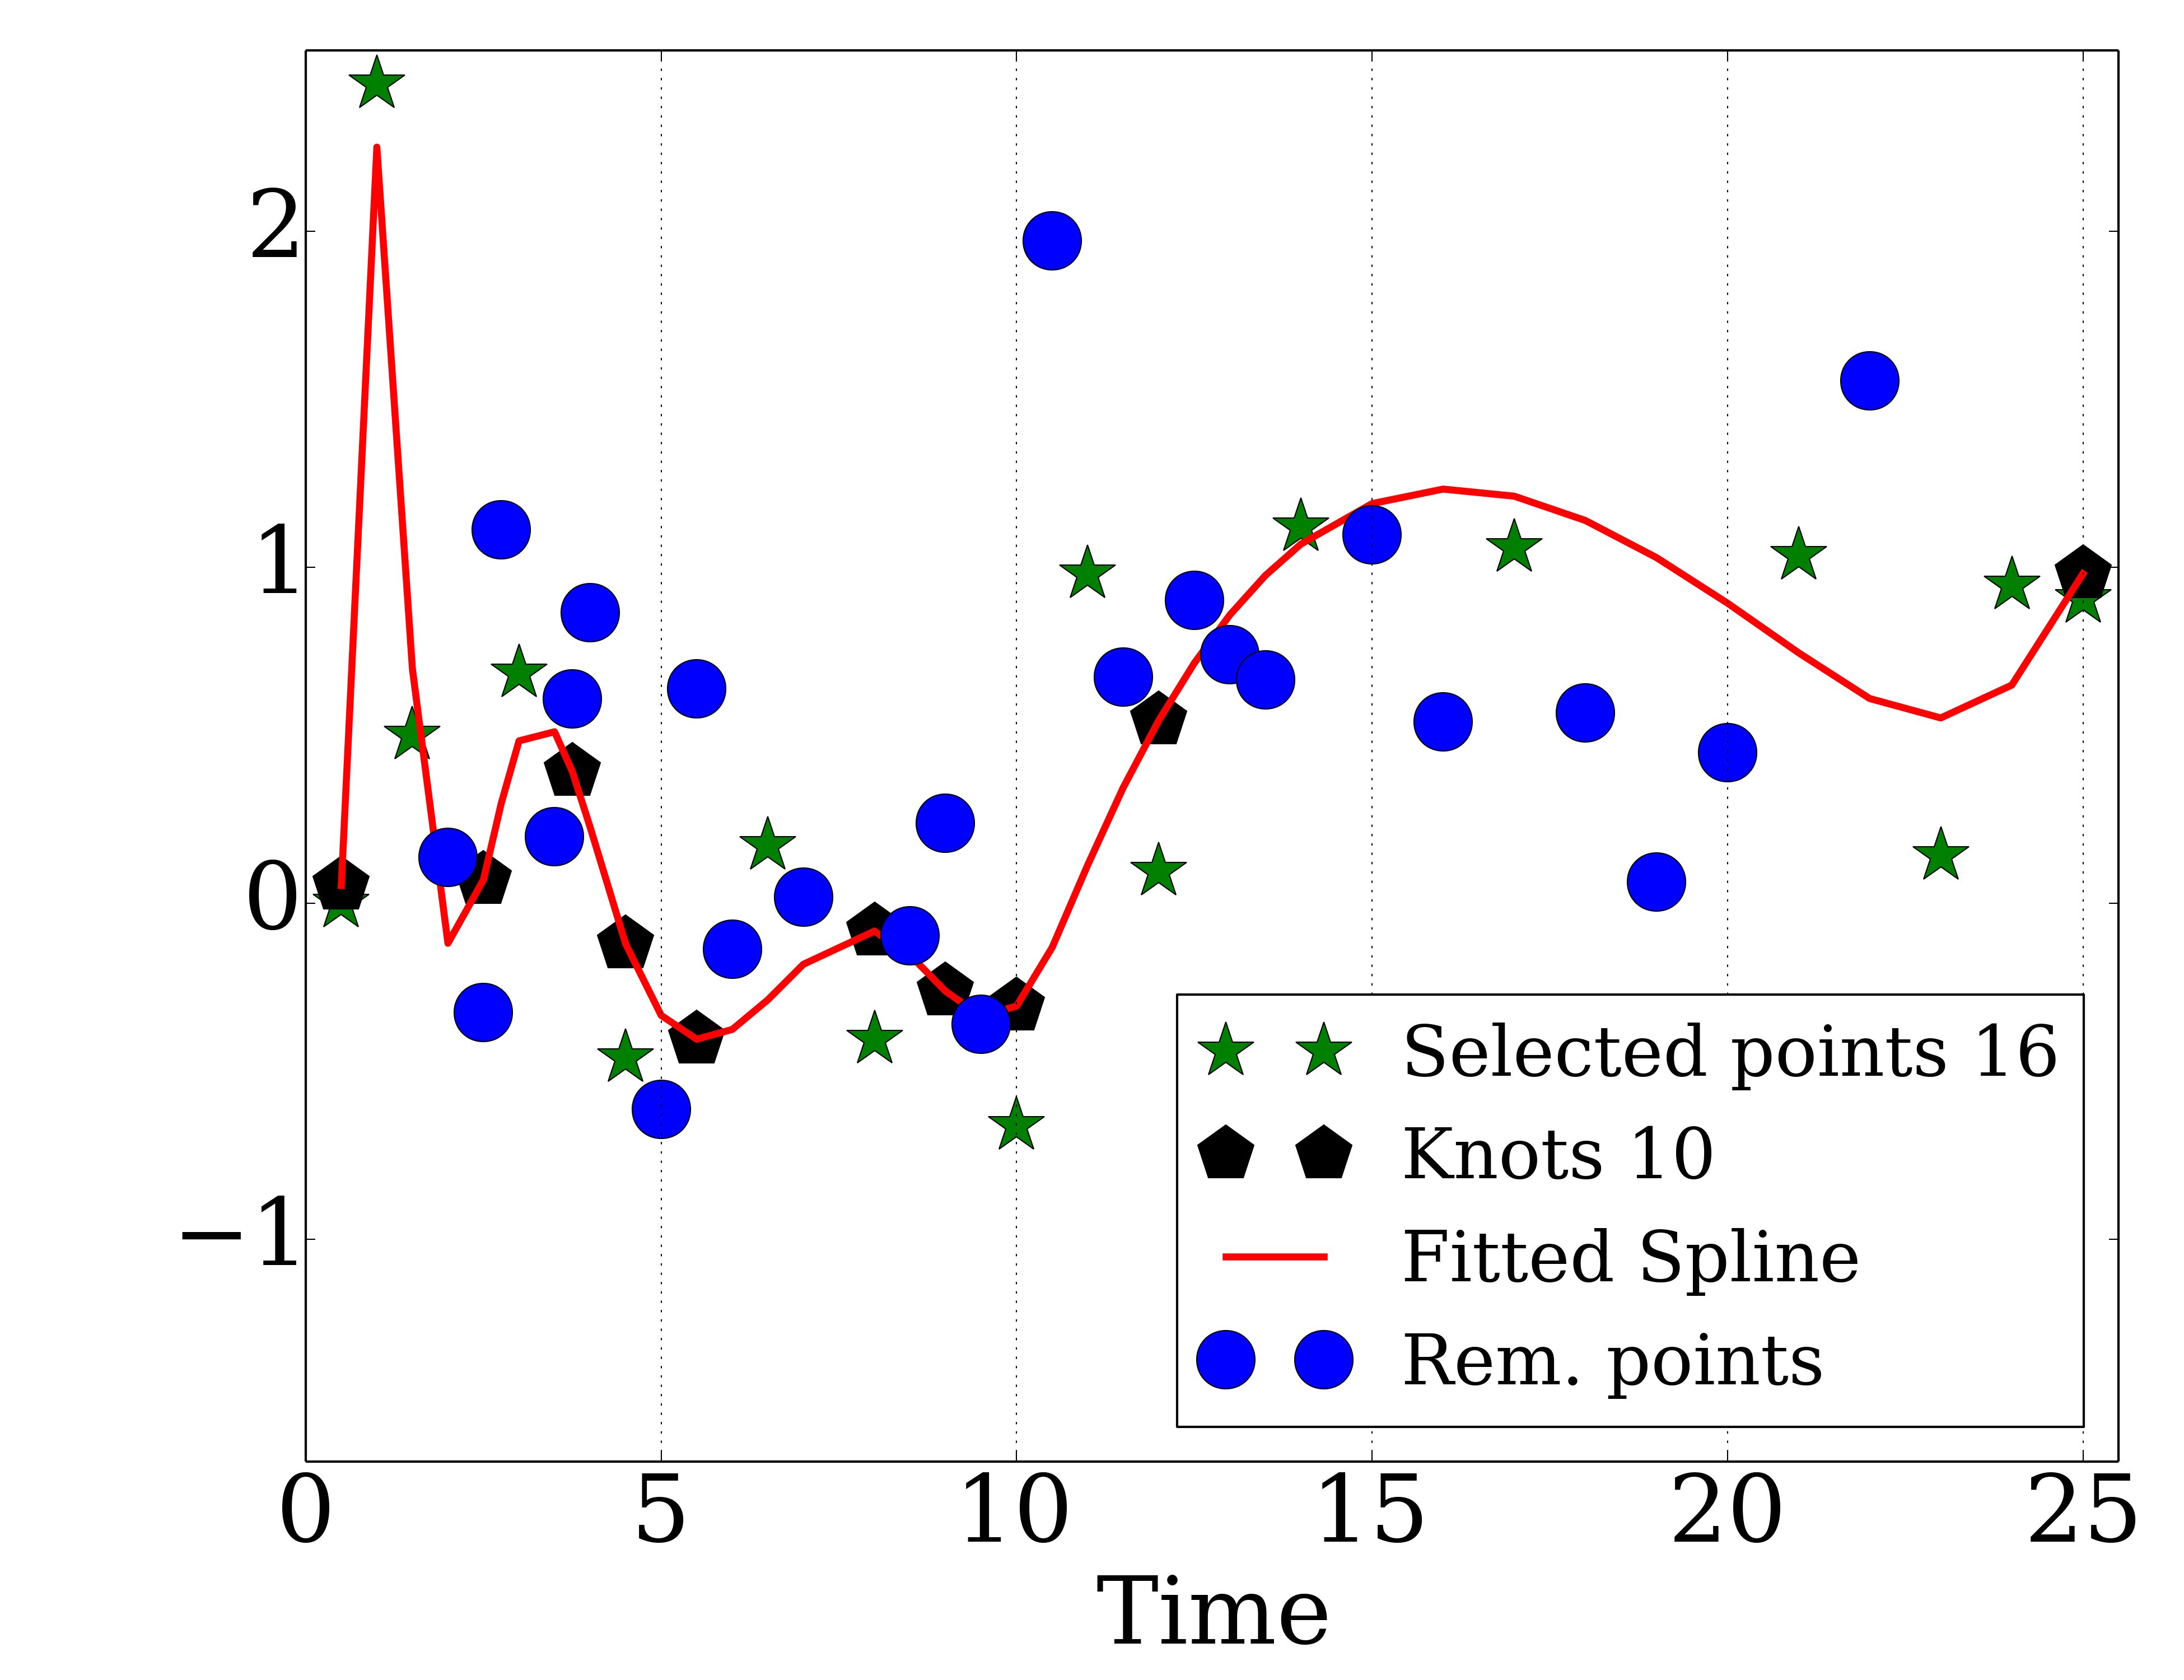 2
1
0
−1
Selected points 16
Knots 10
Fitted Spline
Rem. points
0 5 10 15 20 25
Time